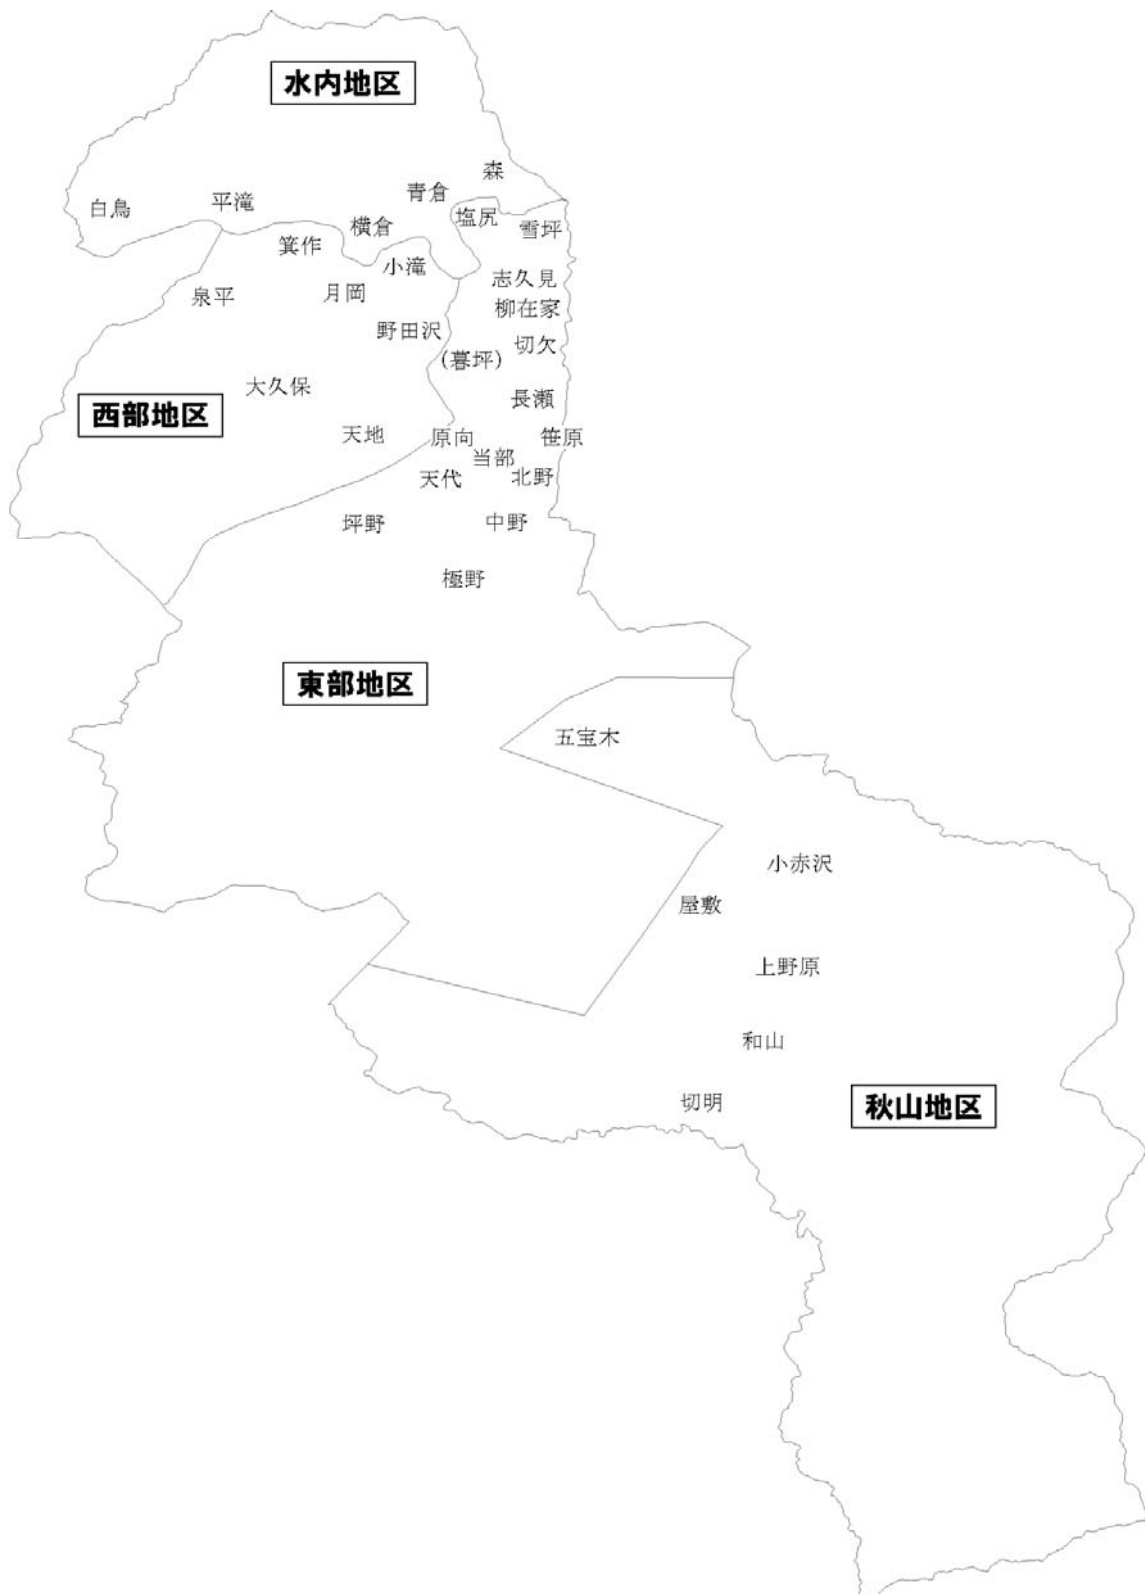 水内地区
森
青倉
白鳥
平滝
横倉
塩尻
雪坪
箕作
小滝
志久見
泉平
月岡
柳在家
野田沢
切欠
(暮坪)
大久保
長瀬
西部地区
天地
原向
笹原
当部
天代
北野
坪野
中野
極野
東部地区
五宝木
小赤沢
屋敷
上野原
和山
切明
秋山地区